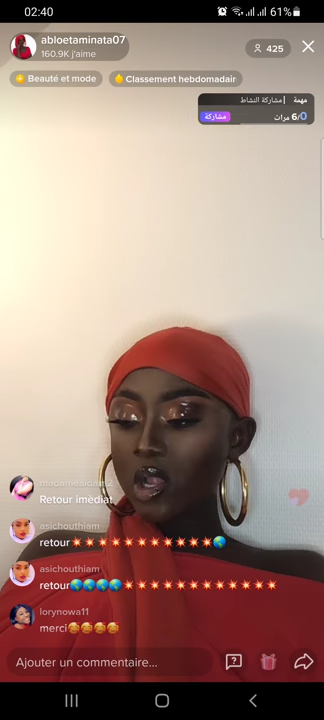 02:40
61%
abloetaminata07
160.9K j'aime
425
Beauté et mode
Classement hebdomadair
مهمة | مشاركة النشاط
6/0 مرات
مشاركة
madameaidara2
Retour imédiat
asichouthiam
retour💥💥💥💥💥💥💥💥💥💥💥🌏
asichouthiam
retour🌏🌏🌏🌏💥💥💥💥💥💥💥💥💥💥💥💥
lorynowa11
merci🥰🥰🥰🥰
Ajouter un commentaire...